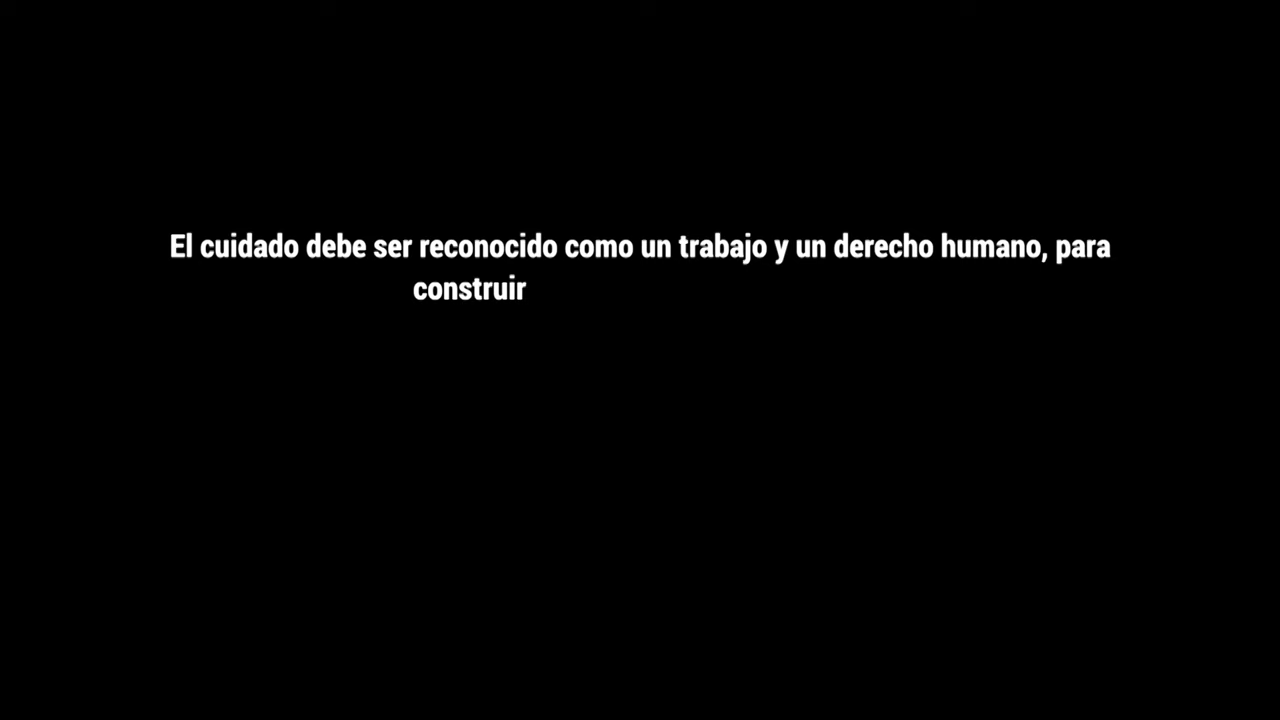 El cuidado debe ser reconocido como un trabajo y un derecho humano, para
construir